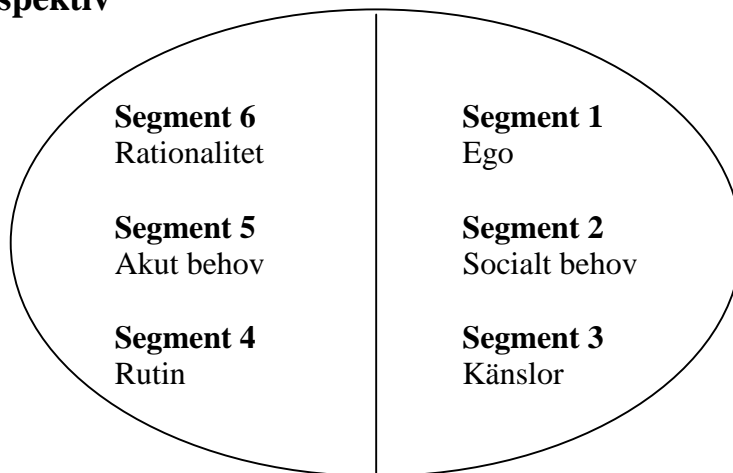 Segment 6
Rationalitet
Segment 5
Akut behov
Segment 4
Rutin
Segment 1
Ego
Segment 2
Socialt behov
Segment 3
Känslor